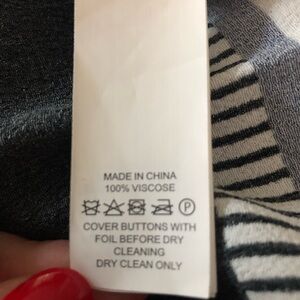 MADE IN CHINA
100% VISCOSE
P
COVER BUTTONS WITH
FOIL BEFORE DRY
CLEANING
DRY CLEAN ONLY